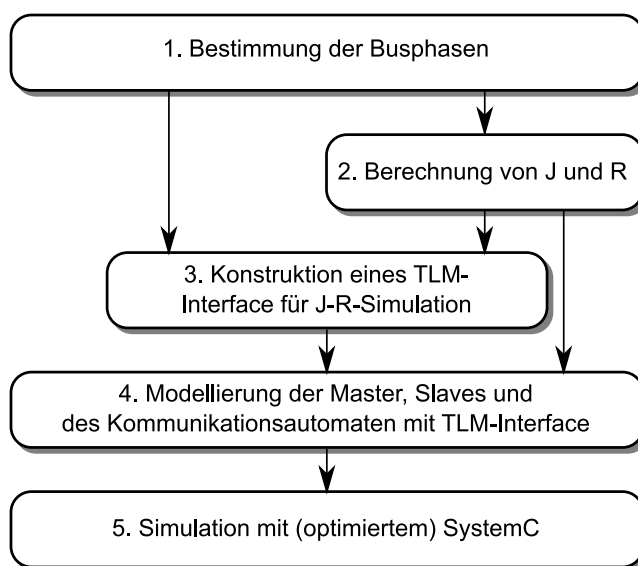 1. Bestimmung der Busphasen
2. Berechnung von J und R
3. Konstruktion eines TLM-
Interface für J-R-Simulation
4. Modellierung der Master, Slaves und
des Kommunikationsautomaten mit TLM-Interface
5. Simulation mit (optimiertem) SystemC